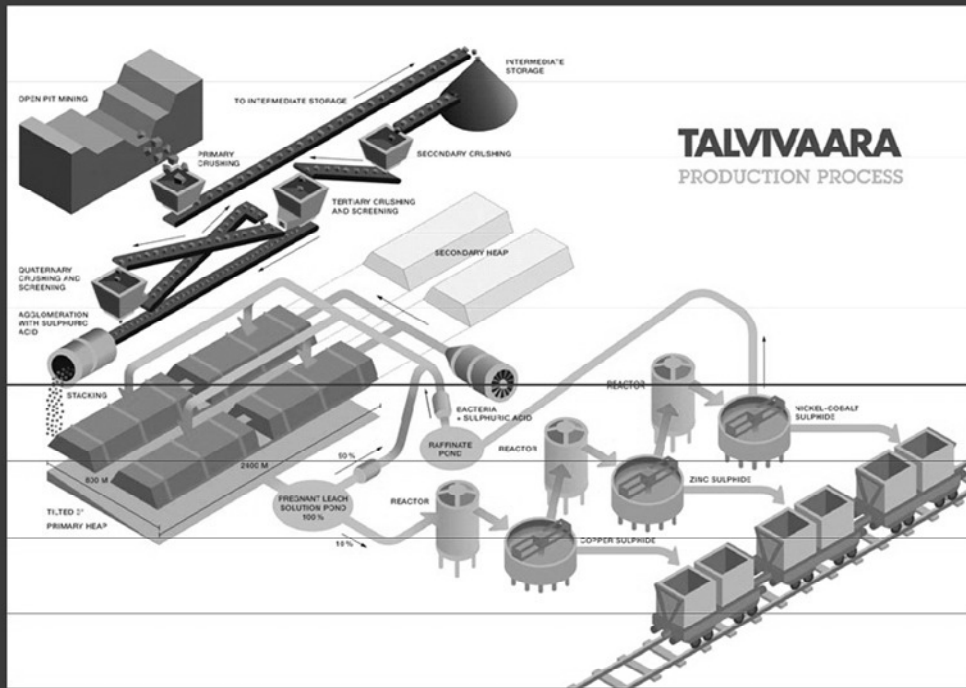 INTERMEDIATE
STORAGE
OPEN PIT MINING
TO INTERMEDIATE STORAGE
TALVIVAARA
PRODUCTION PROCESS
PRIMARY
CRUSHING
SECONDARY CRUSHING
TERTIARY CRUSHING
AND SCREENING
SECONDARY HEAP
QUATERNARY
CRUSHING AND
SCREENING
AGGLOMERATION
WITH SULPHURIC
ACID
STACKING
BACTERIA
+ SULPHURIC ACID
REACTOR
NICKEL-COBALT
SULPHIDE
RAFFINATE
POND
REACTOR
800 M
TILTED 3°
PRIMARY HEAP
PREGNANT LEACH
SOLUTION POND
100%
REACTOR
ZINC SULPHIDE
10%
COPPER SULPHIDE